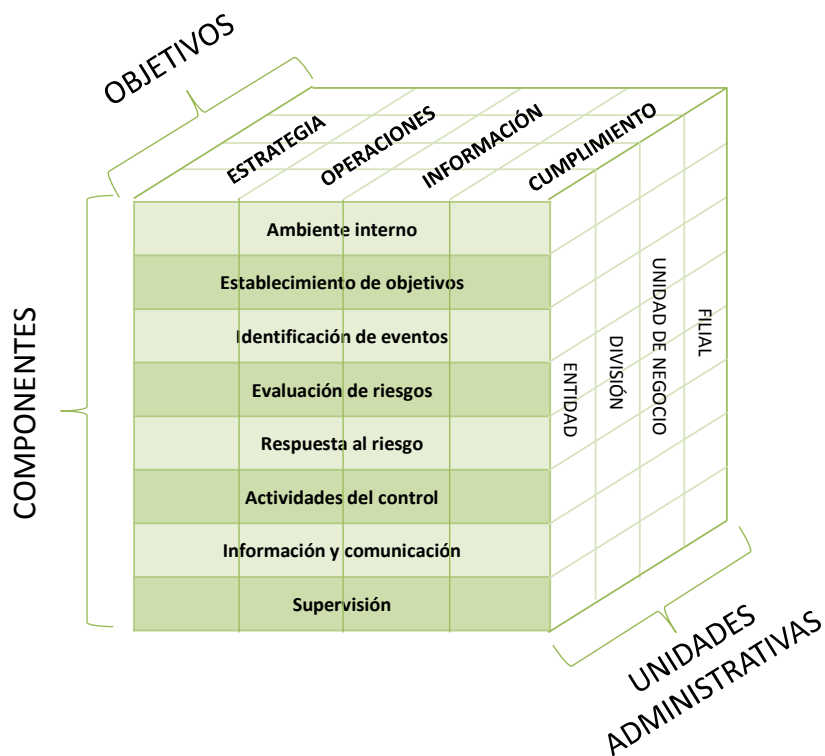 OBJETIVOS
ESTRATEGIA
OPERACIONES
INFORMACIÓN
CUMPLIMIENTO
COMPONENTES
Ambiente interno
Establecimiento de objetivos
Identificación de eventos
Evaluación de riesgos
Respuesta al riesgo
Actividades del control
Información y comunicación
Supervisión
ENTIDAD
DIVISIÓN
UNIDAD DE NEGOCIO
FILIAL
UNIDADES
ADMINISTRATIVAS